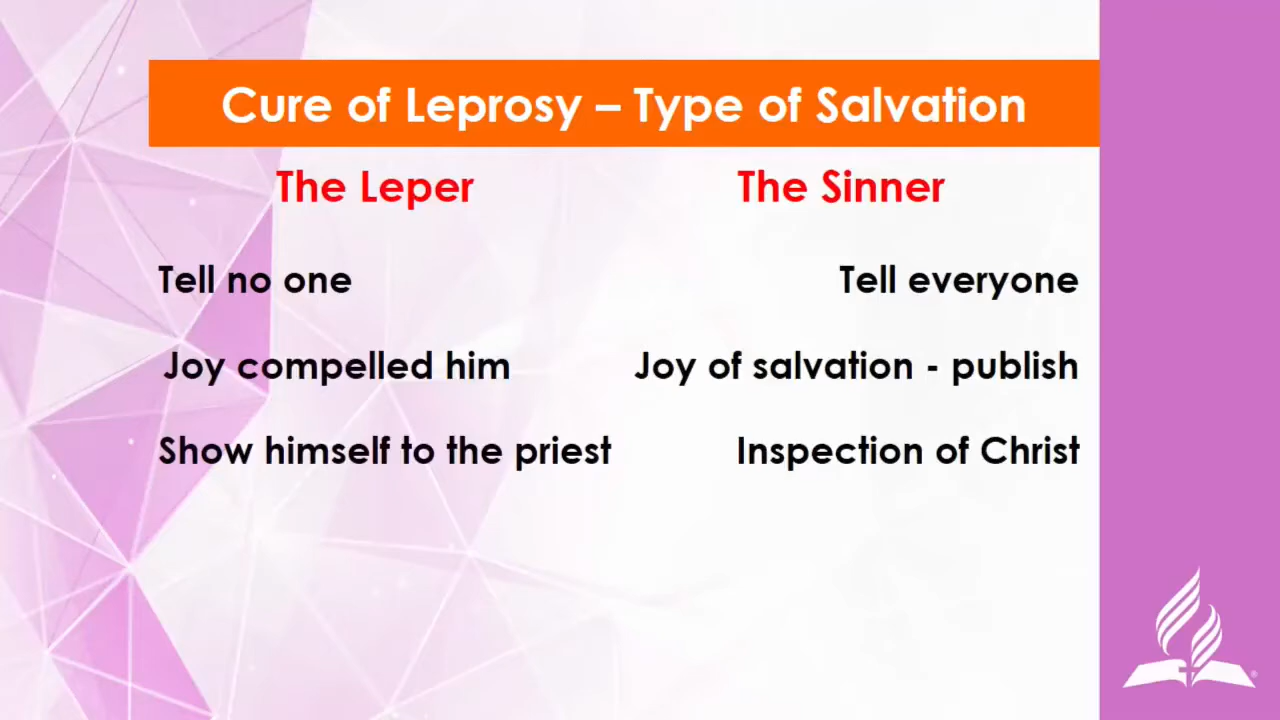 Cure of Leprosy – Type of Salvation
The Leper The Sinner
Tell no one Tell everyone
Joy compelled him Joy of salvation - publish
Show himself to the priest Inspection of Christ